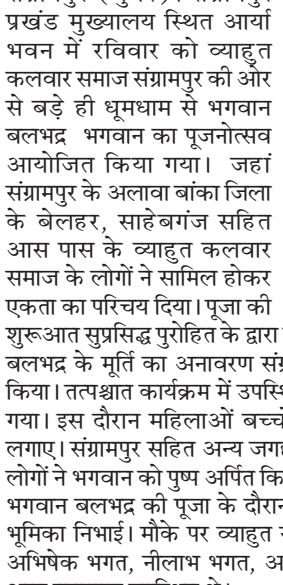 प्रखंड मुख्यालय स्थित आर्या
भवन में रविवार को व्याहुत
कलवार समाज संग्रामपुर की ओर
से बड़े ही धूमधाम से भगवान
बलभद्र भगवान का पूजनोत्सव
आयोजित किया गया। जहां
संग्रामपुर के अलावा बांका जिला
के बेलहर, साहेबगंज सहित
आस पास के व्याहुत कलवार
समाज के लोगों ने सामिल होकर
एकता का परिचय दिया। पूजा की
शुरूआत सुप्रसिद्ध पुरोहित के द्वारा
बलभद्र के मूर्ति का अनावरण
किया। तत्पश्चात कार्यक्रम में
गया। इस दौरान महिलाओं
लगाए। संग्रामपुर सहित अन्य
लोगों ने भगवान को पुष्प अर्पित
भगवान बलभद्र की पूजा के
भूमिका निभाई। मौके पर व्याहुत
अभिषेक भगत, नीलाभ भगत,